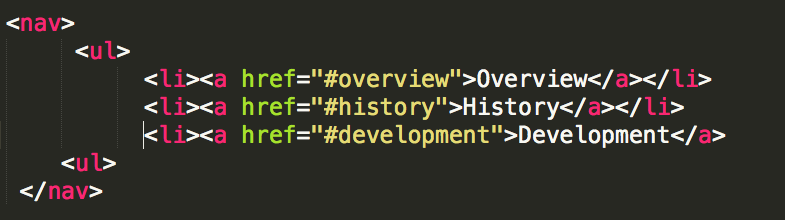 <nav>
<ul>
<li><a href="#overview">Overview</a></li>
<li><a href="#history">History</a></li>
<li><a href="#development">Development</a>
<ul>
</nav>